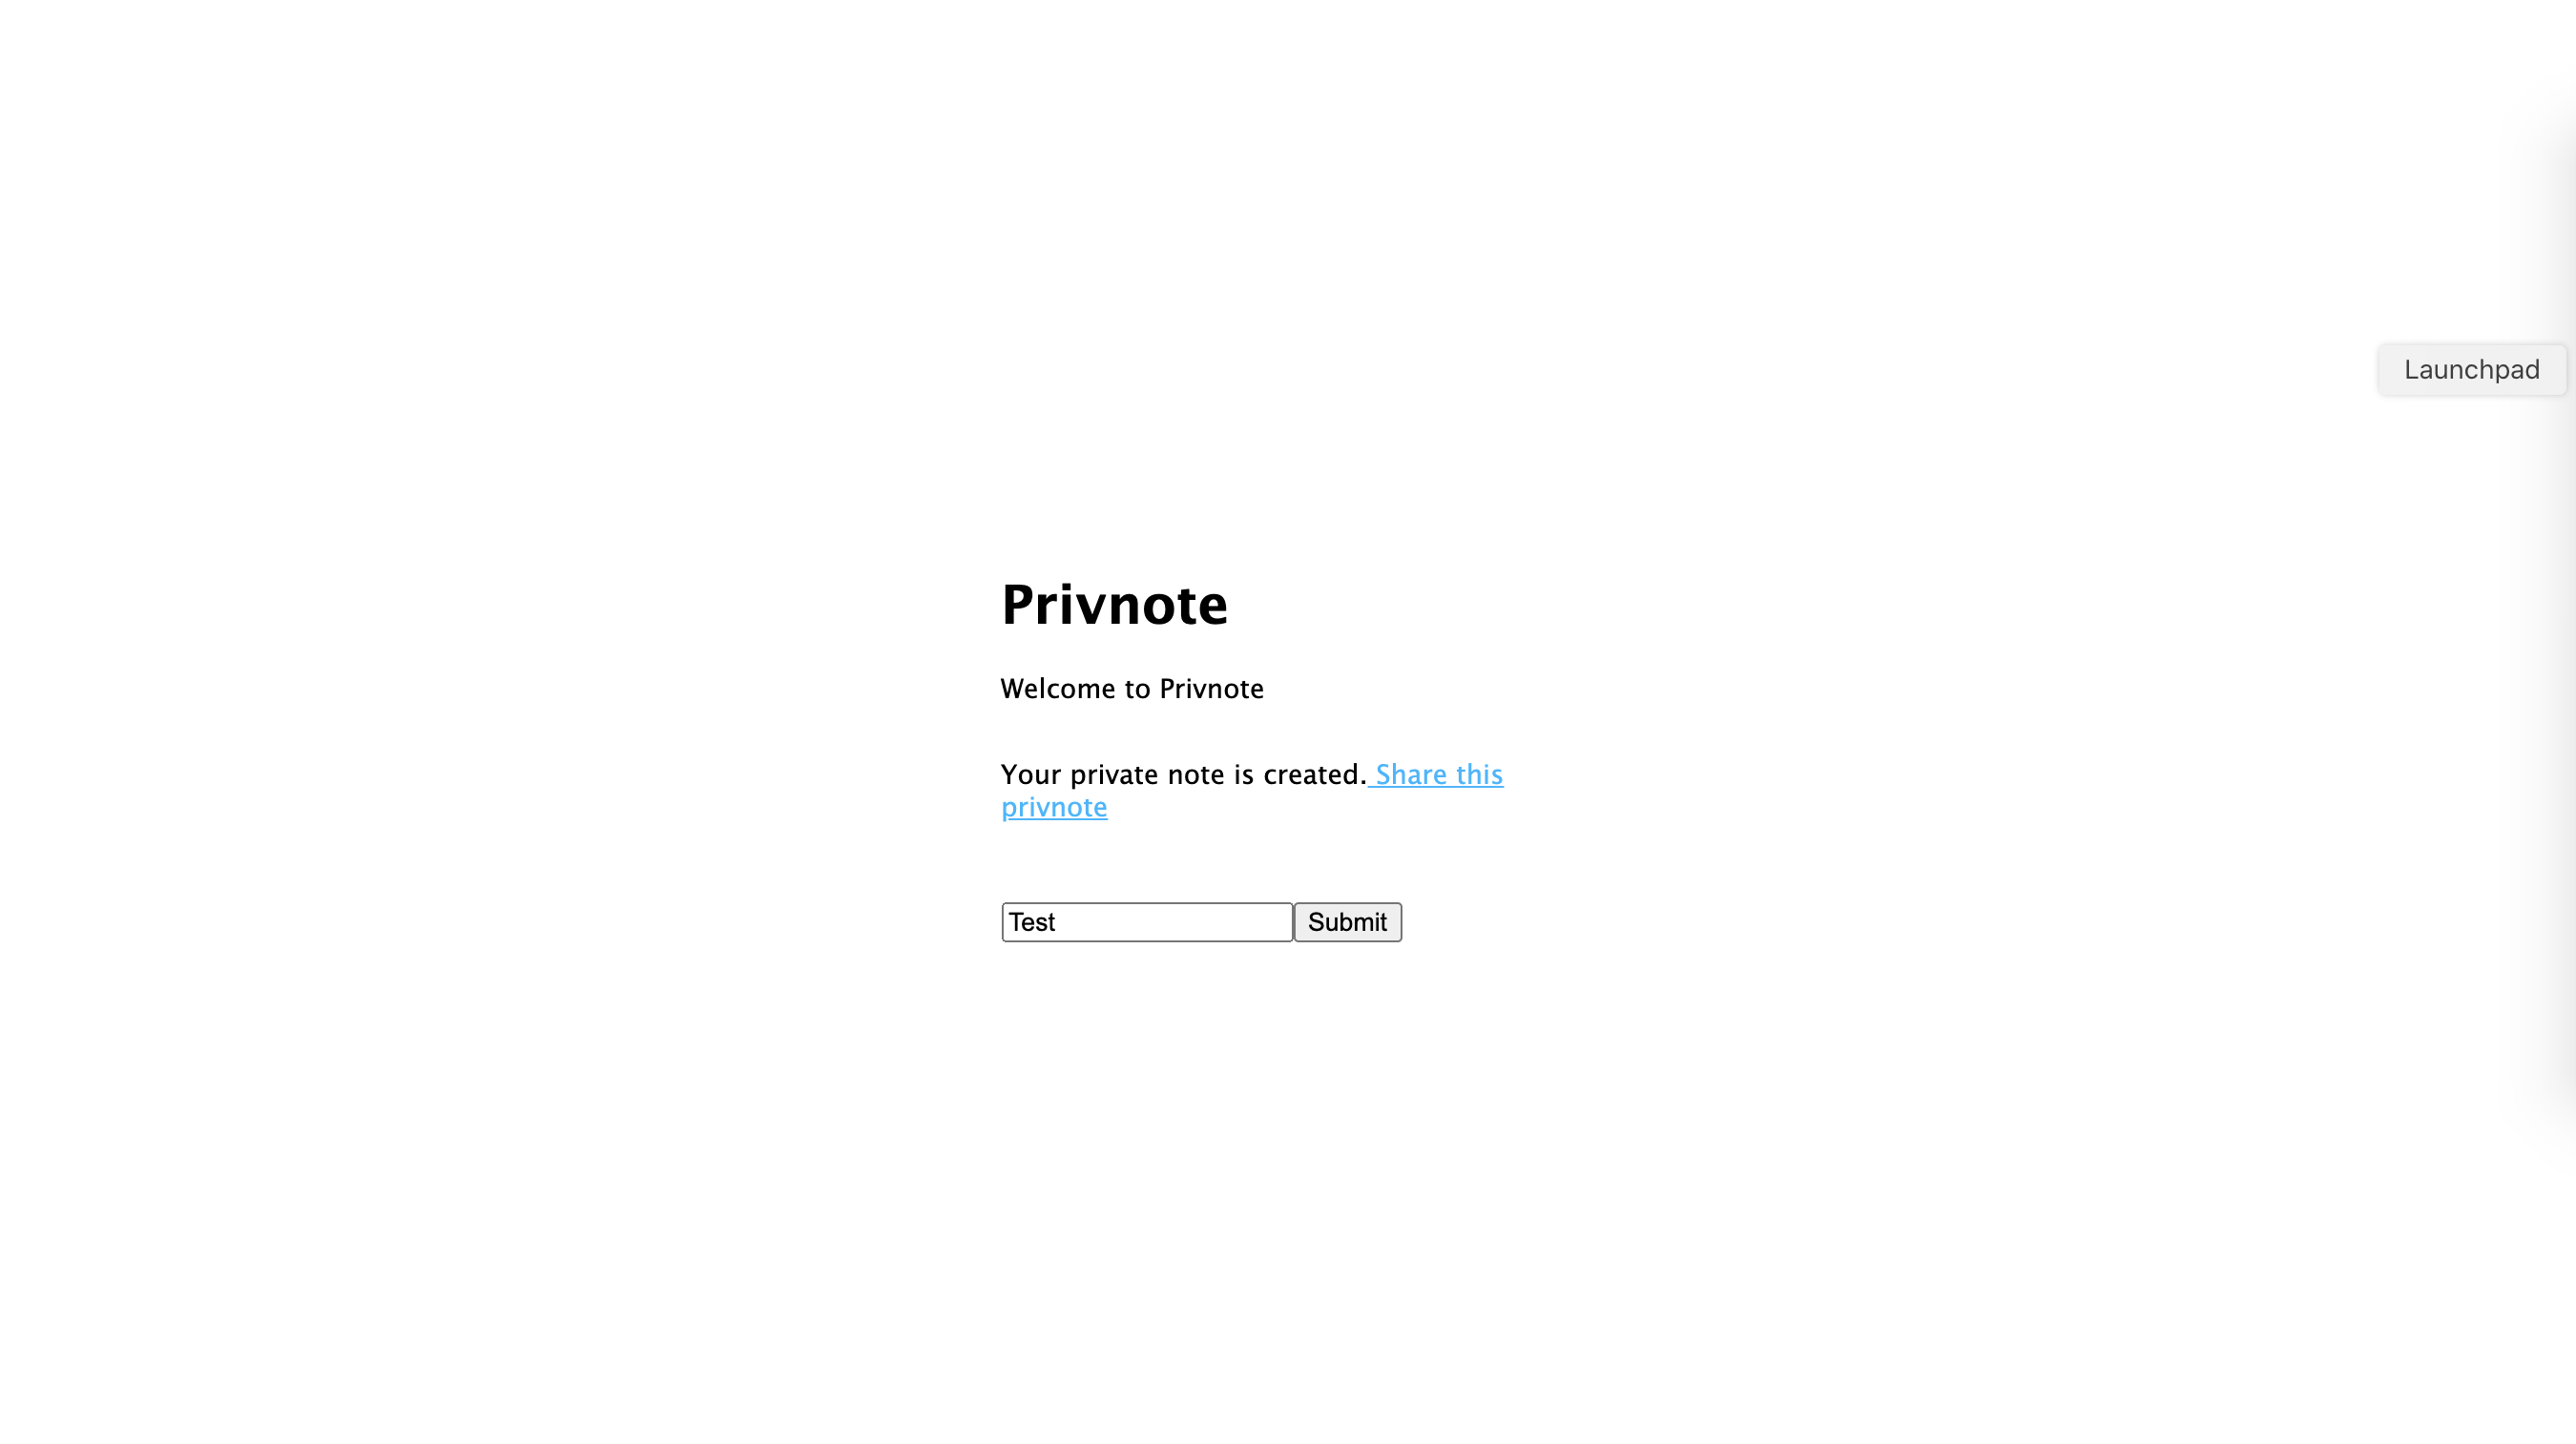 Launchpad
Privnote
Welcome to Privnote
Your private note is created. Share this
privnote
Test Submit